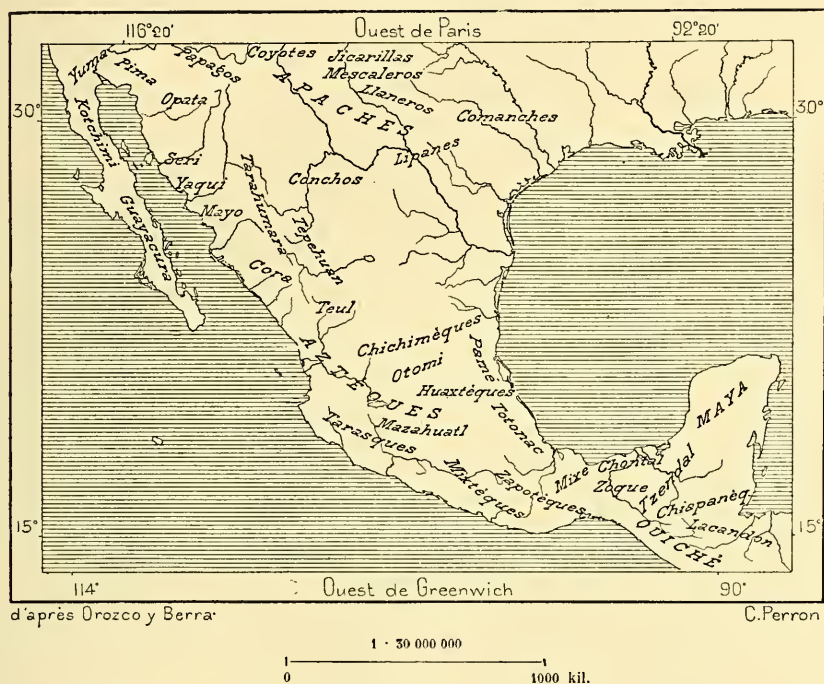 116°20'
Ouest de Paris
92°20'
Coyotes
Jicarillas
Yuma
Papagos
Mescaleros
Pima
APACHES
Llaneros
Opata
Comanches
30°
30°
Kotchimi
Lipanes
Seri
Tarahumara
Conchos
Yaqui
Guayacura
Mayo
Tepehuan
Cora
Teul
Chichimèques
AZTÈQUES
Pame
Otomi
Huaxtèques
MAYA
Totonac
Tarasques
Mazahuatl
Mixe
Chontal
Mixtèques
Zapotèques
Zoque
Tzendal
Chispanèq
15°
Lacandon
15°
QUICHÉ
114°
Ouest de Greenwich
90°
d'après Orozco y Berra.
C. Perron
1 : 30 000 000
0
1000 kil.